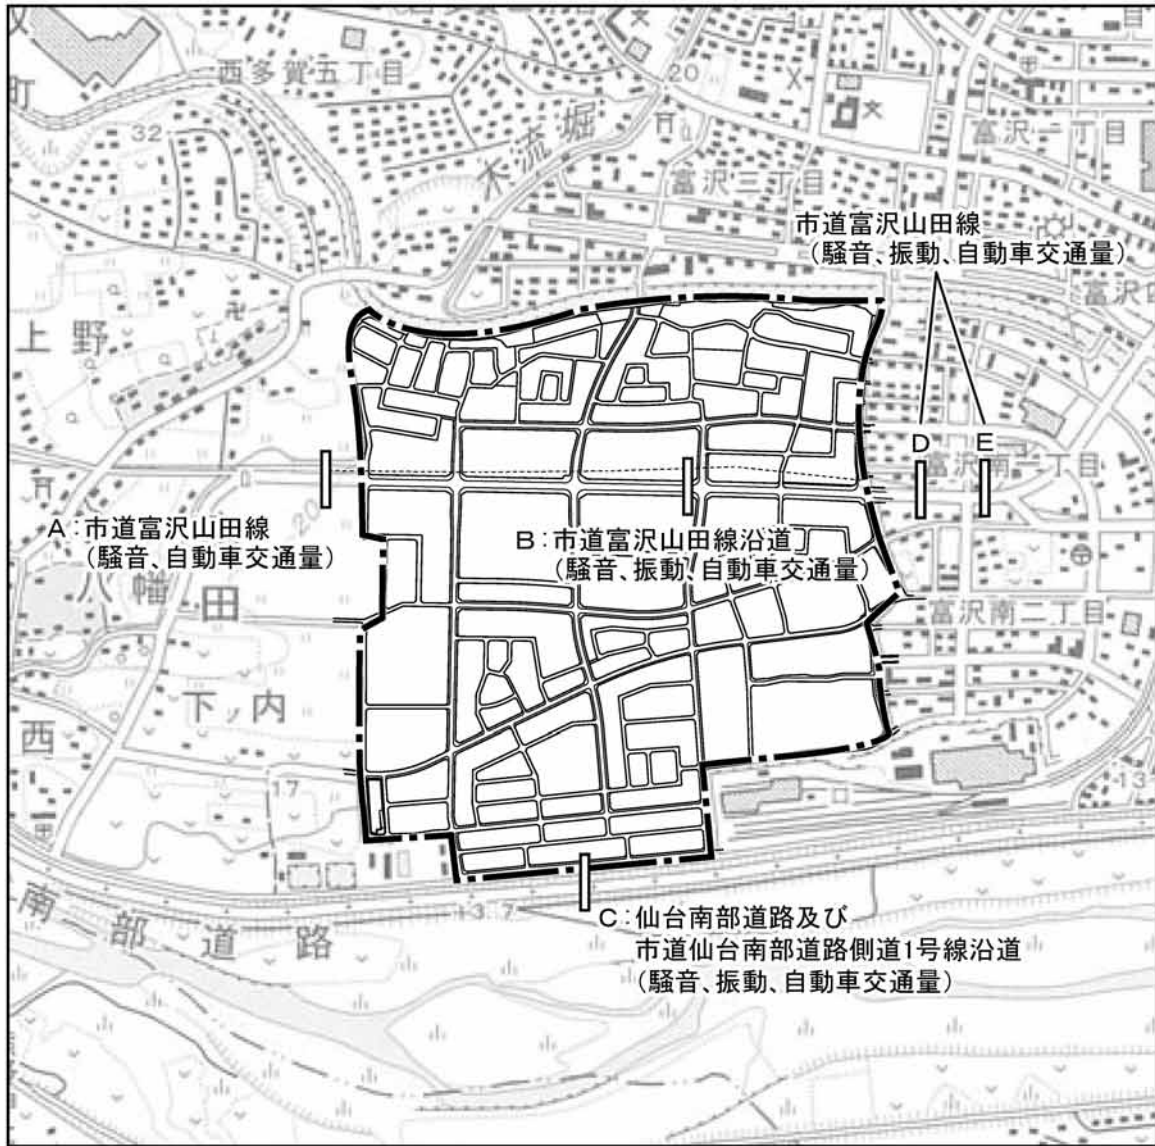 町
西多賀五丁目
20
文
富沢一丁目
32
木流堀
富沢三丁目
市道富沢山田線
(騒音、振動、自動車交通量)
上野
卍
D
E
富沢南一丁目
20
A:市道富沢山田線
(騒音、自動車交通量)
B:市道富沢山田線沿道
(騒音、振動、自動車交通量)
八幡田
富沢南二丁目
下ノ内
西
17
13
南部道路
13.7
C:仙台南部道路及び
市道仙台南部道路側道1号線沿道
(騒音、振動、自動車交通量)